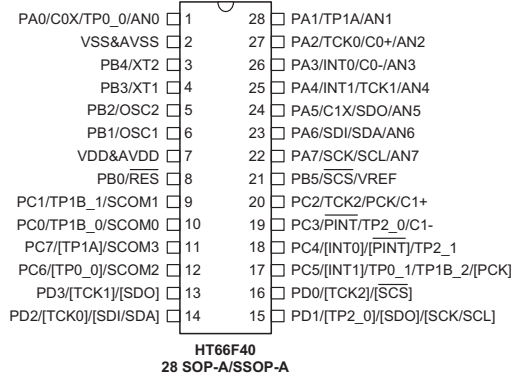 PA0/C0X/TP0_0/AN0 1 28 PA1/TP1A/AN1
VSS&AVSS 2 27 PA2/TCK0/C0+/AN2
PB4/XT2 3 26 PA3/INT0/C0-/AN3
PB3/XT1 4 25 PA4/INT1/TCK1/AN4
PB2/OSC2 5 24 PA5/C1X/SDO/AN5
PB1/OSC1 6 23 PA6/SDI/SDA/AN6
VDD&AVDD 7 22 PA7/SCK/SCL/AN7
PB0/RES 8 21 PB5/SCS/VREF
PC1/TP1B_1/SCOM1 9 20 PC2/TCK2/PCK/C1+
PC0/TP1B_0/SCOM0 10 19 PC3/PINT/TP2_0/C1-
PC7/[TP1A]/SCOM3 11 18 PC4/[INT0]/[PINT]/TP2_1
PC6/[TP0_0]/SCOM2 12 17 PC5/[INT1]/TP0_1/TP1B_2/[PCK]
PD3/[TCK1]/[SDO] 13 16 PD0/[TCK2]/[SCS]
PD2/[TCK0]/[SDI/SDA] 14 15 PD1/[TP2_0]/[SDO]/[SCK/SCL]
HT66F40
28 SOP-A/SSOP-A